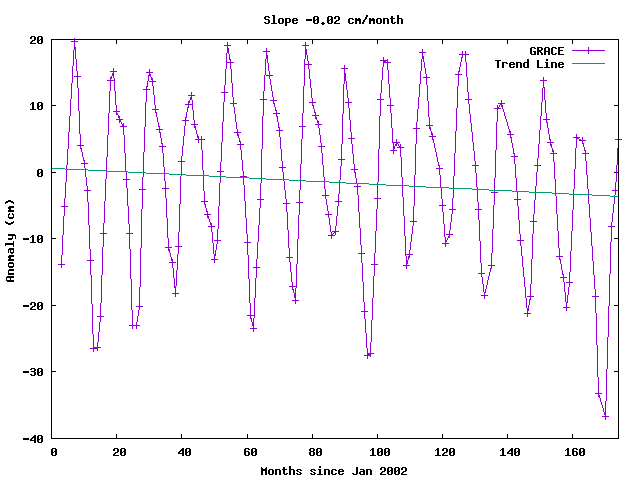 Slope -0.02 cm/month
20
10
0
-10
-20
-30
-40
Anomaly (cm)
GRACE
Trend Line
0 20 40 60 80 100 120 140 160
Months since Jan 2002